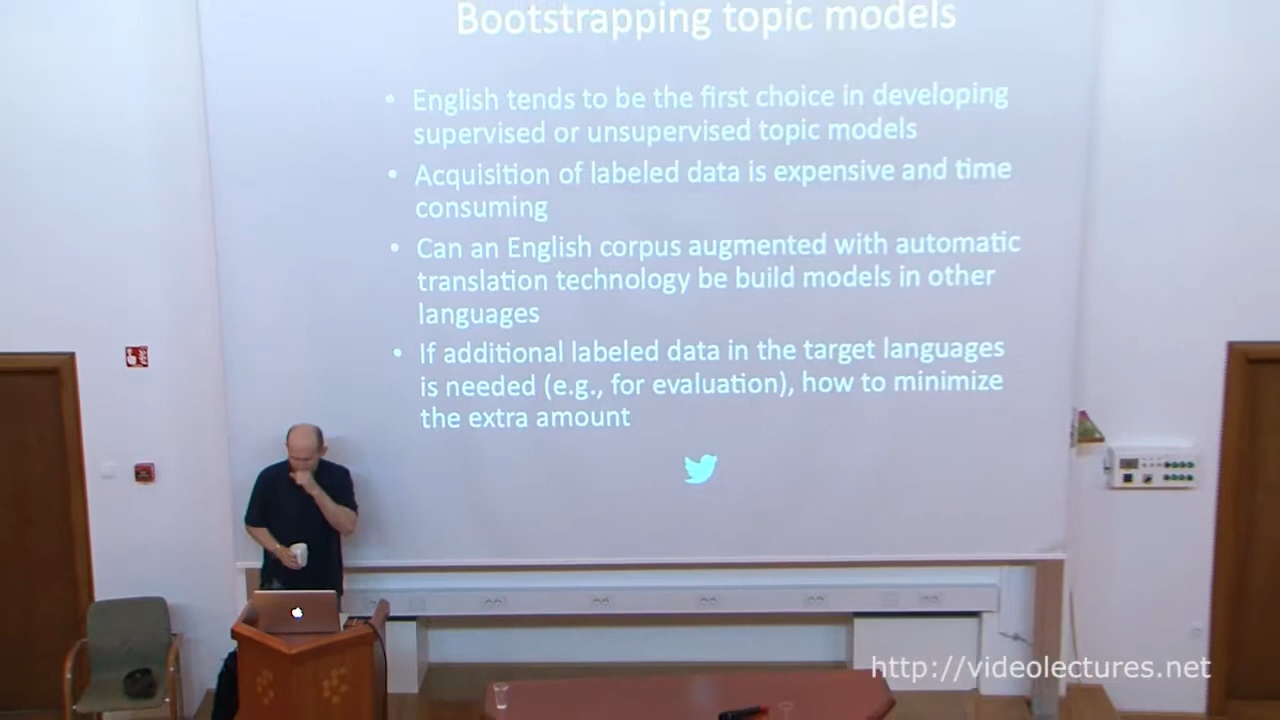 Bootstrapping topic models
• English tends to be the first choice in developing
supervised or unsupervised topic models
• Acquisition of labeled data is expensive and time
consuming
• Can an English corpus augmented with automatic
translation technology be build models in other
languages
• If additional labeled data in the target languages
is needed (e.g., for evaluation), how to minimize
the extra amount
http://videolectures.net